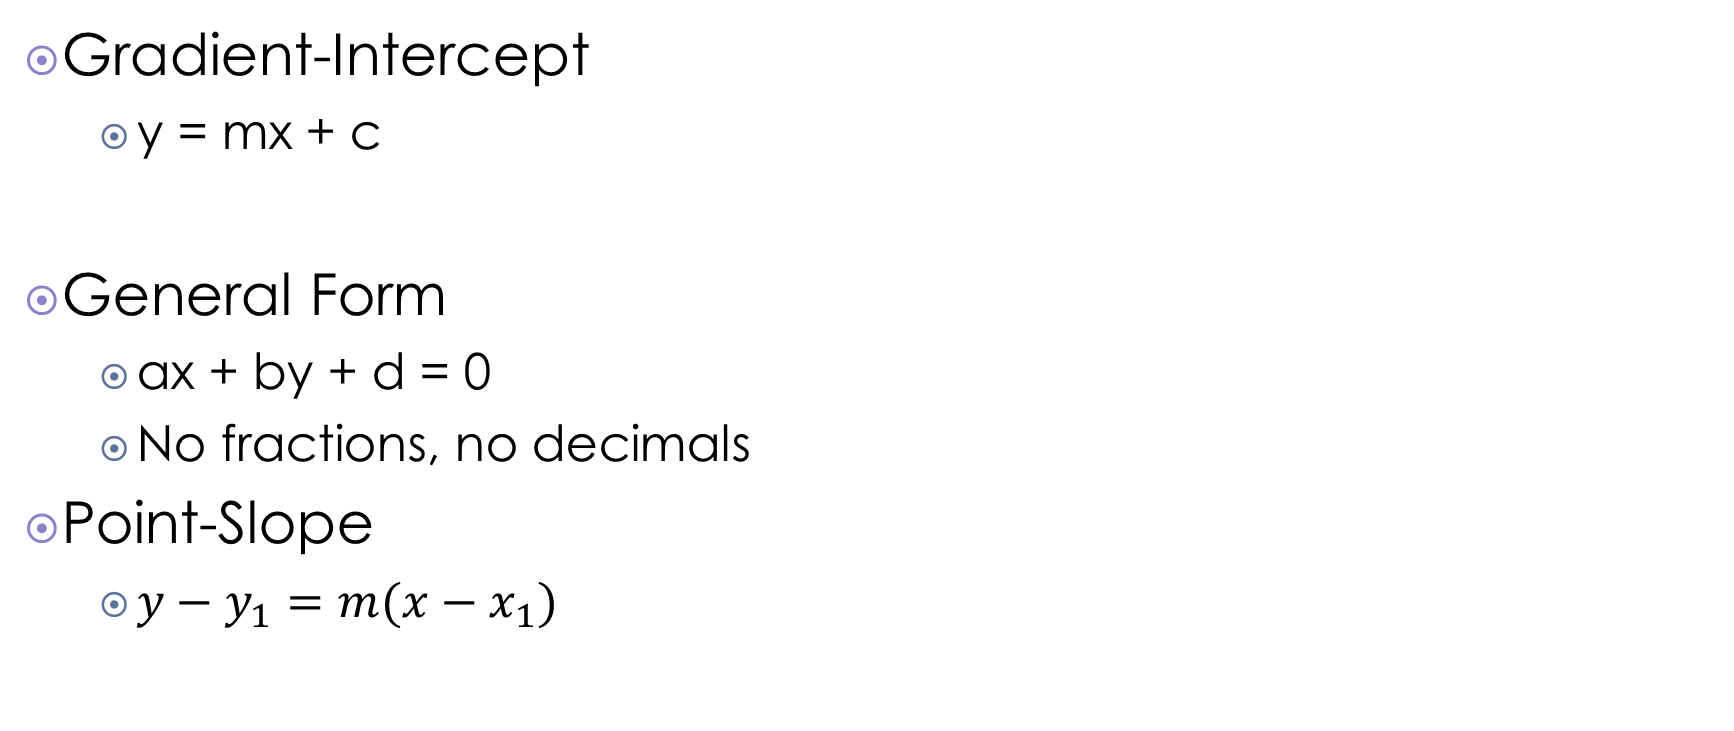 Gradient-Intercept
y = mx + c
General Form
ax + by + d = 0
No fractions, no decimals
Point-Slope
y − y₁ = m(x − x₁)